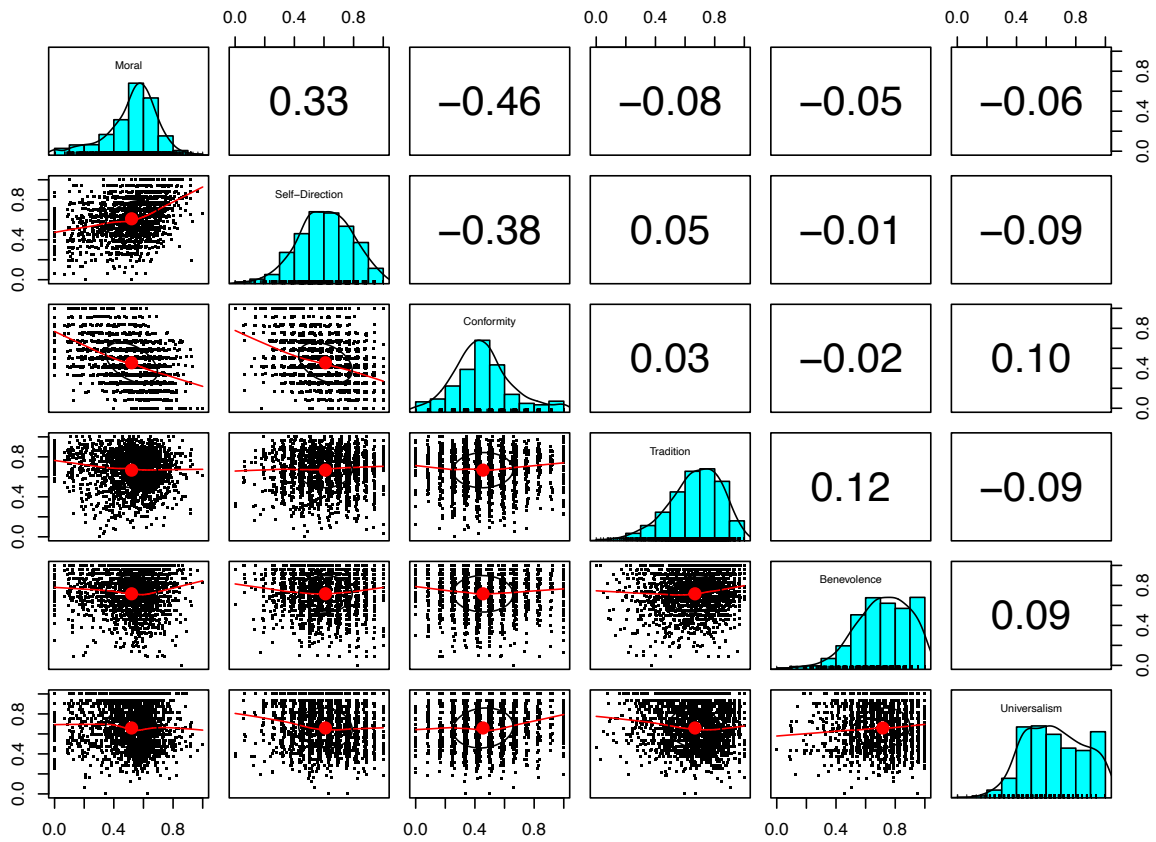 0.0 0.4 0.8 0.0 0.4 0.8 0.0 0.4 0.8
Moral 0.33 −0.46 −0.08 −0.05 −0.06 0.0 0.4 0.8
0.0 0.4 0.8 Self−Direction −0.38 0.05 −0.01 −0.09
Conformity 0.03 −0.02 0.10 0.0 0.4 0.8
0.0 0.4 0.8 Tradition 0.12 −0.09
Benevolence 0.09 0.0 0.4 0.8
0.0 0.4 0.8 Universalism
0.0 0.4 0.8 0.0 0.4 0.8 0.0 0.4 0.8